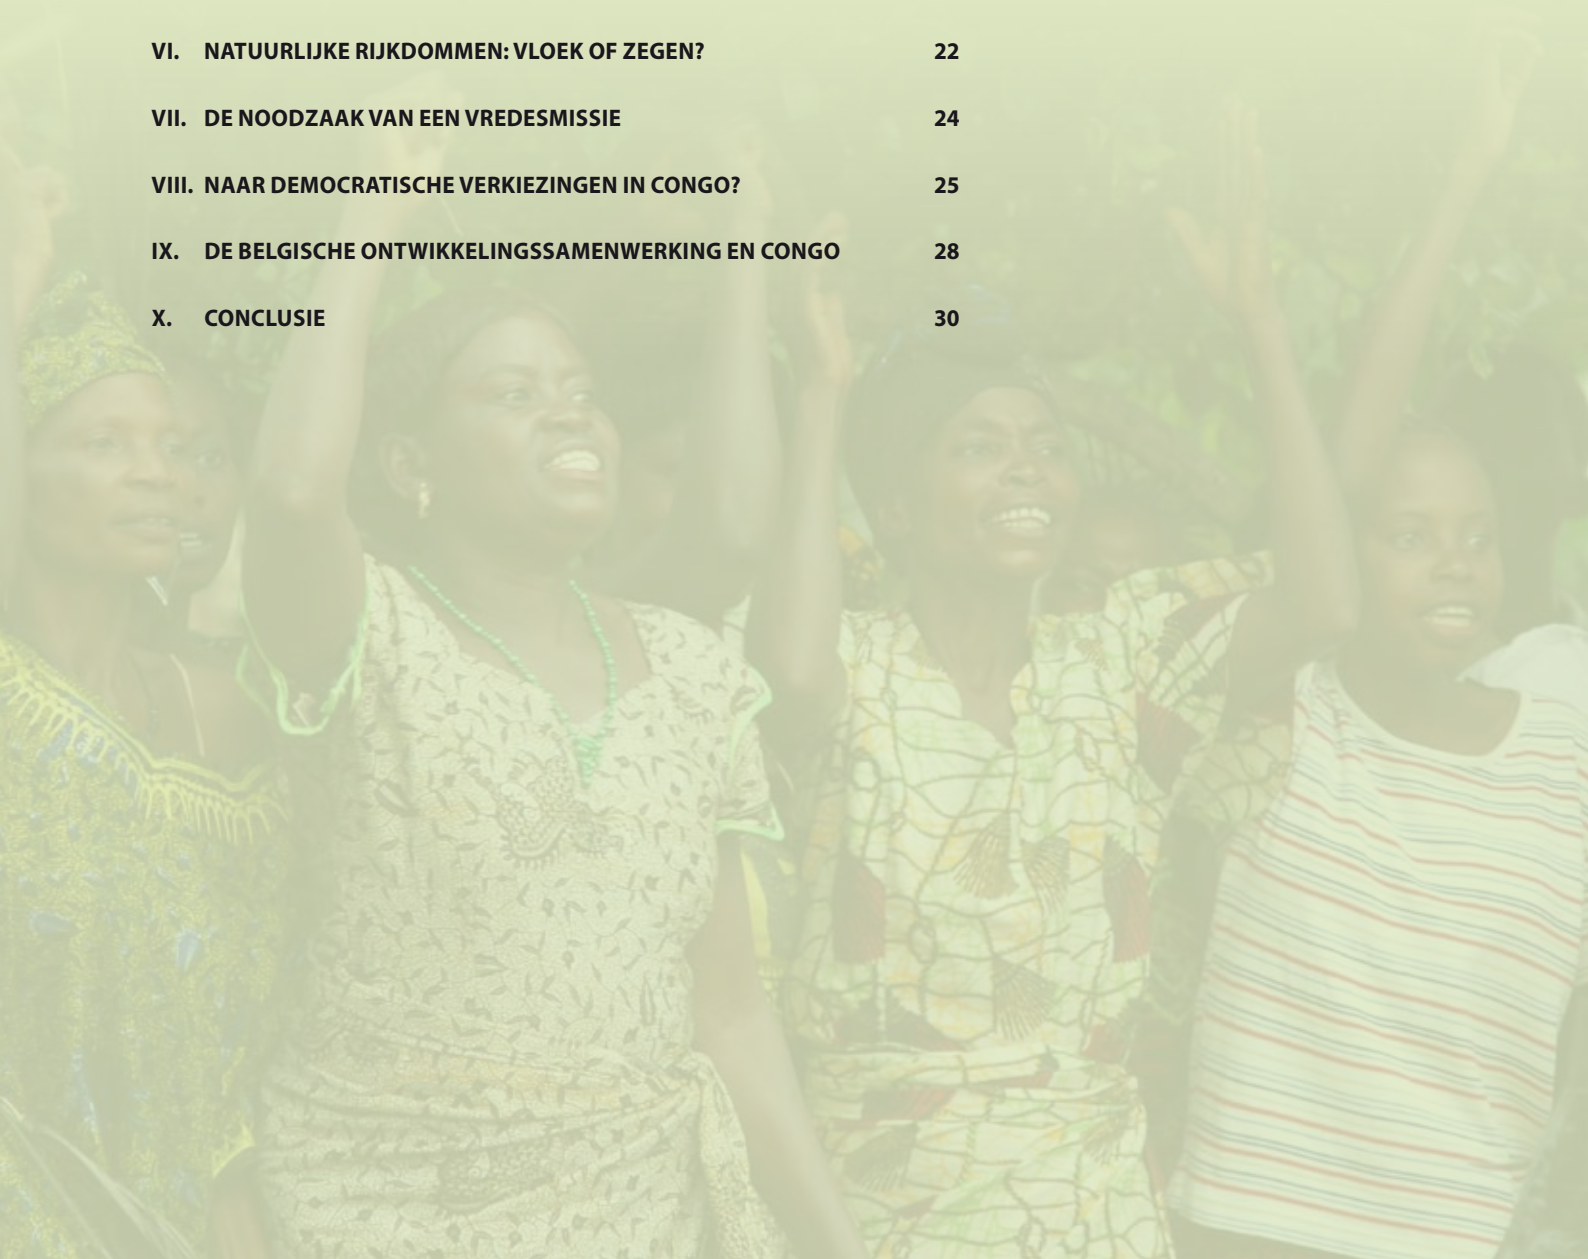 VI. NATUURLIJKE RIJKDOMMEN: VLOEK OF ZEGEN? 22
VII. DE NOODZAAK VAN EEN VREDESMISSIE 24
VIII. NAAR DEMOCRATISCHE VERKIEZINGEN IN CONGO? 25
IX. DE BELGISCHE ONTWIKKELINGSSAMENWERKING EN CONGO 28
X. CONCLUSIE 30